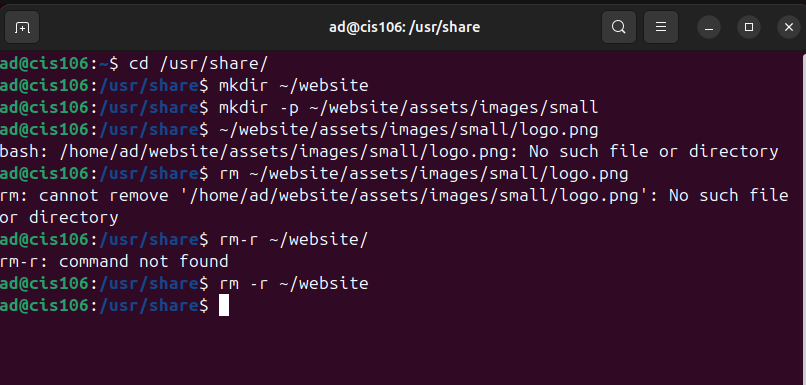 ad@cis106: /usr/share
ad@cis106:~$ cd /usr/share/
ad@cis106:/usr/share$ mkdir ~/website
ad@cis106:/usr/share$ mkdir -p ~/website/assets/images/small
ad@cis106:/usr/share$ ~/website/assets/images/small/logo.png
bash: /home/ad/website/assets/images/small/logo.png: No such file or directory
ad@cis106:/usr/share$ rm ~/website/assets/images/small/logo.png
rm: cannot remove '/home/ad/website/assets/images/small/logo.png': No such file
or directory
ad@cis106:/usr/share$ rm-r ~/website/
rm-r: command not found
ad@cis106:/usr/share$ rm -r ~/website
ad@cis106:/usr/share$